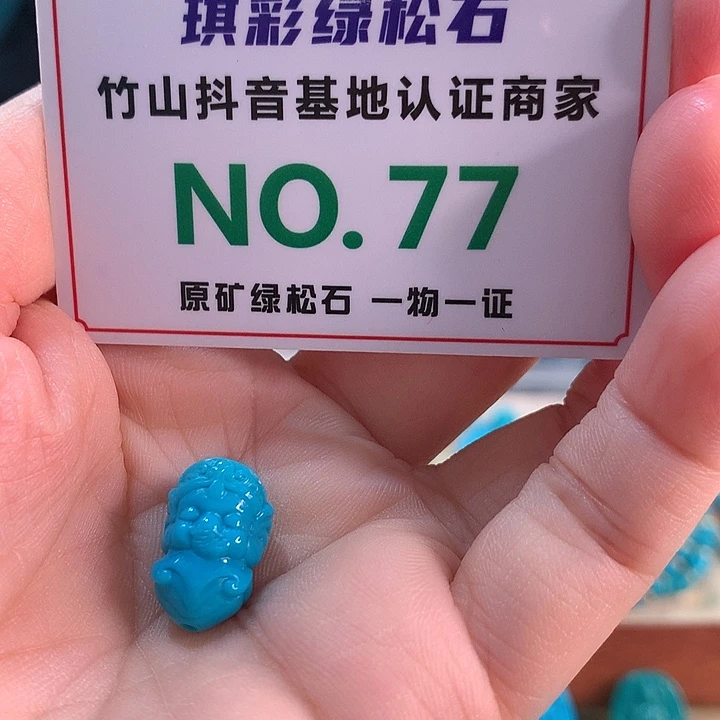 琪彩绿松石
竹山抖音基地认证商家
NO. 77
原矿绿松石 一物一证